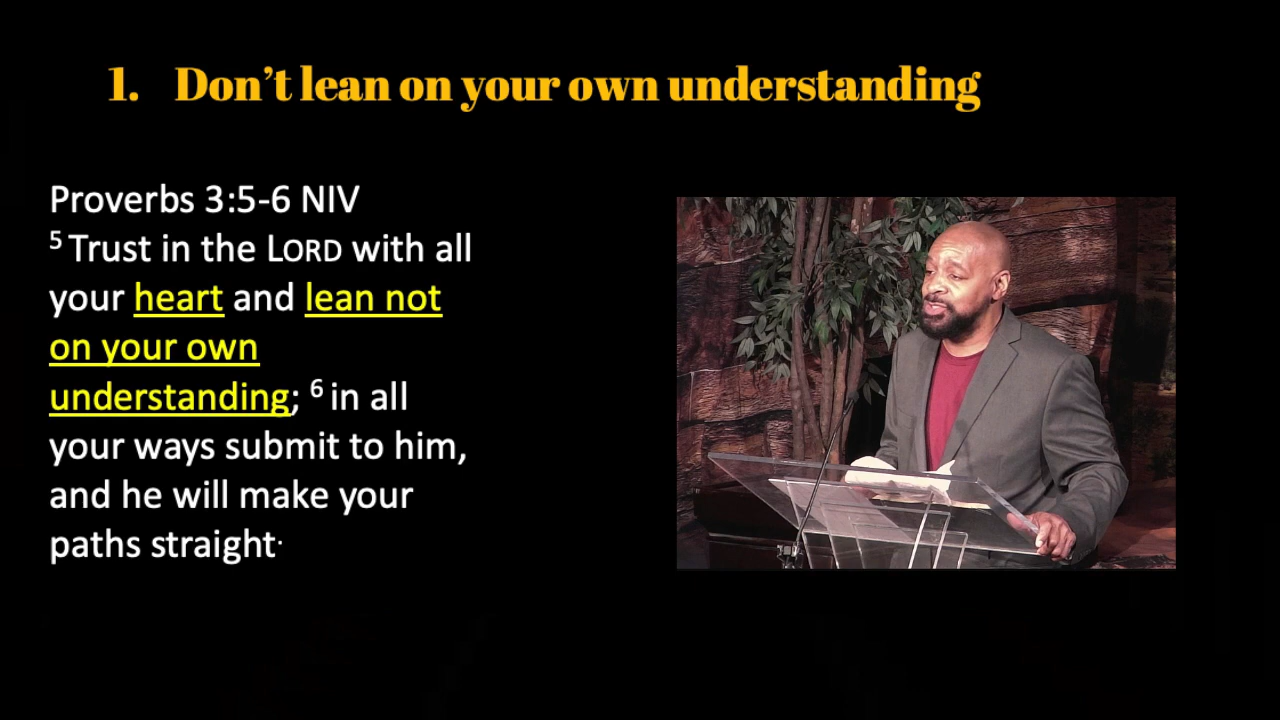 1. Don’t lean on your own understanding
Proverbs 3:5-6 NIV
5 Trust in the LORD with all
your heart and lean not
on your own
understanding; 6 in all
your ways submit to him,
and he will make your
paths straight.